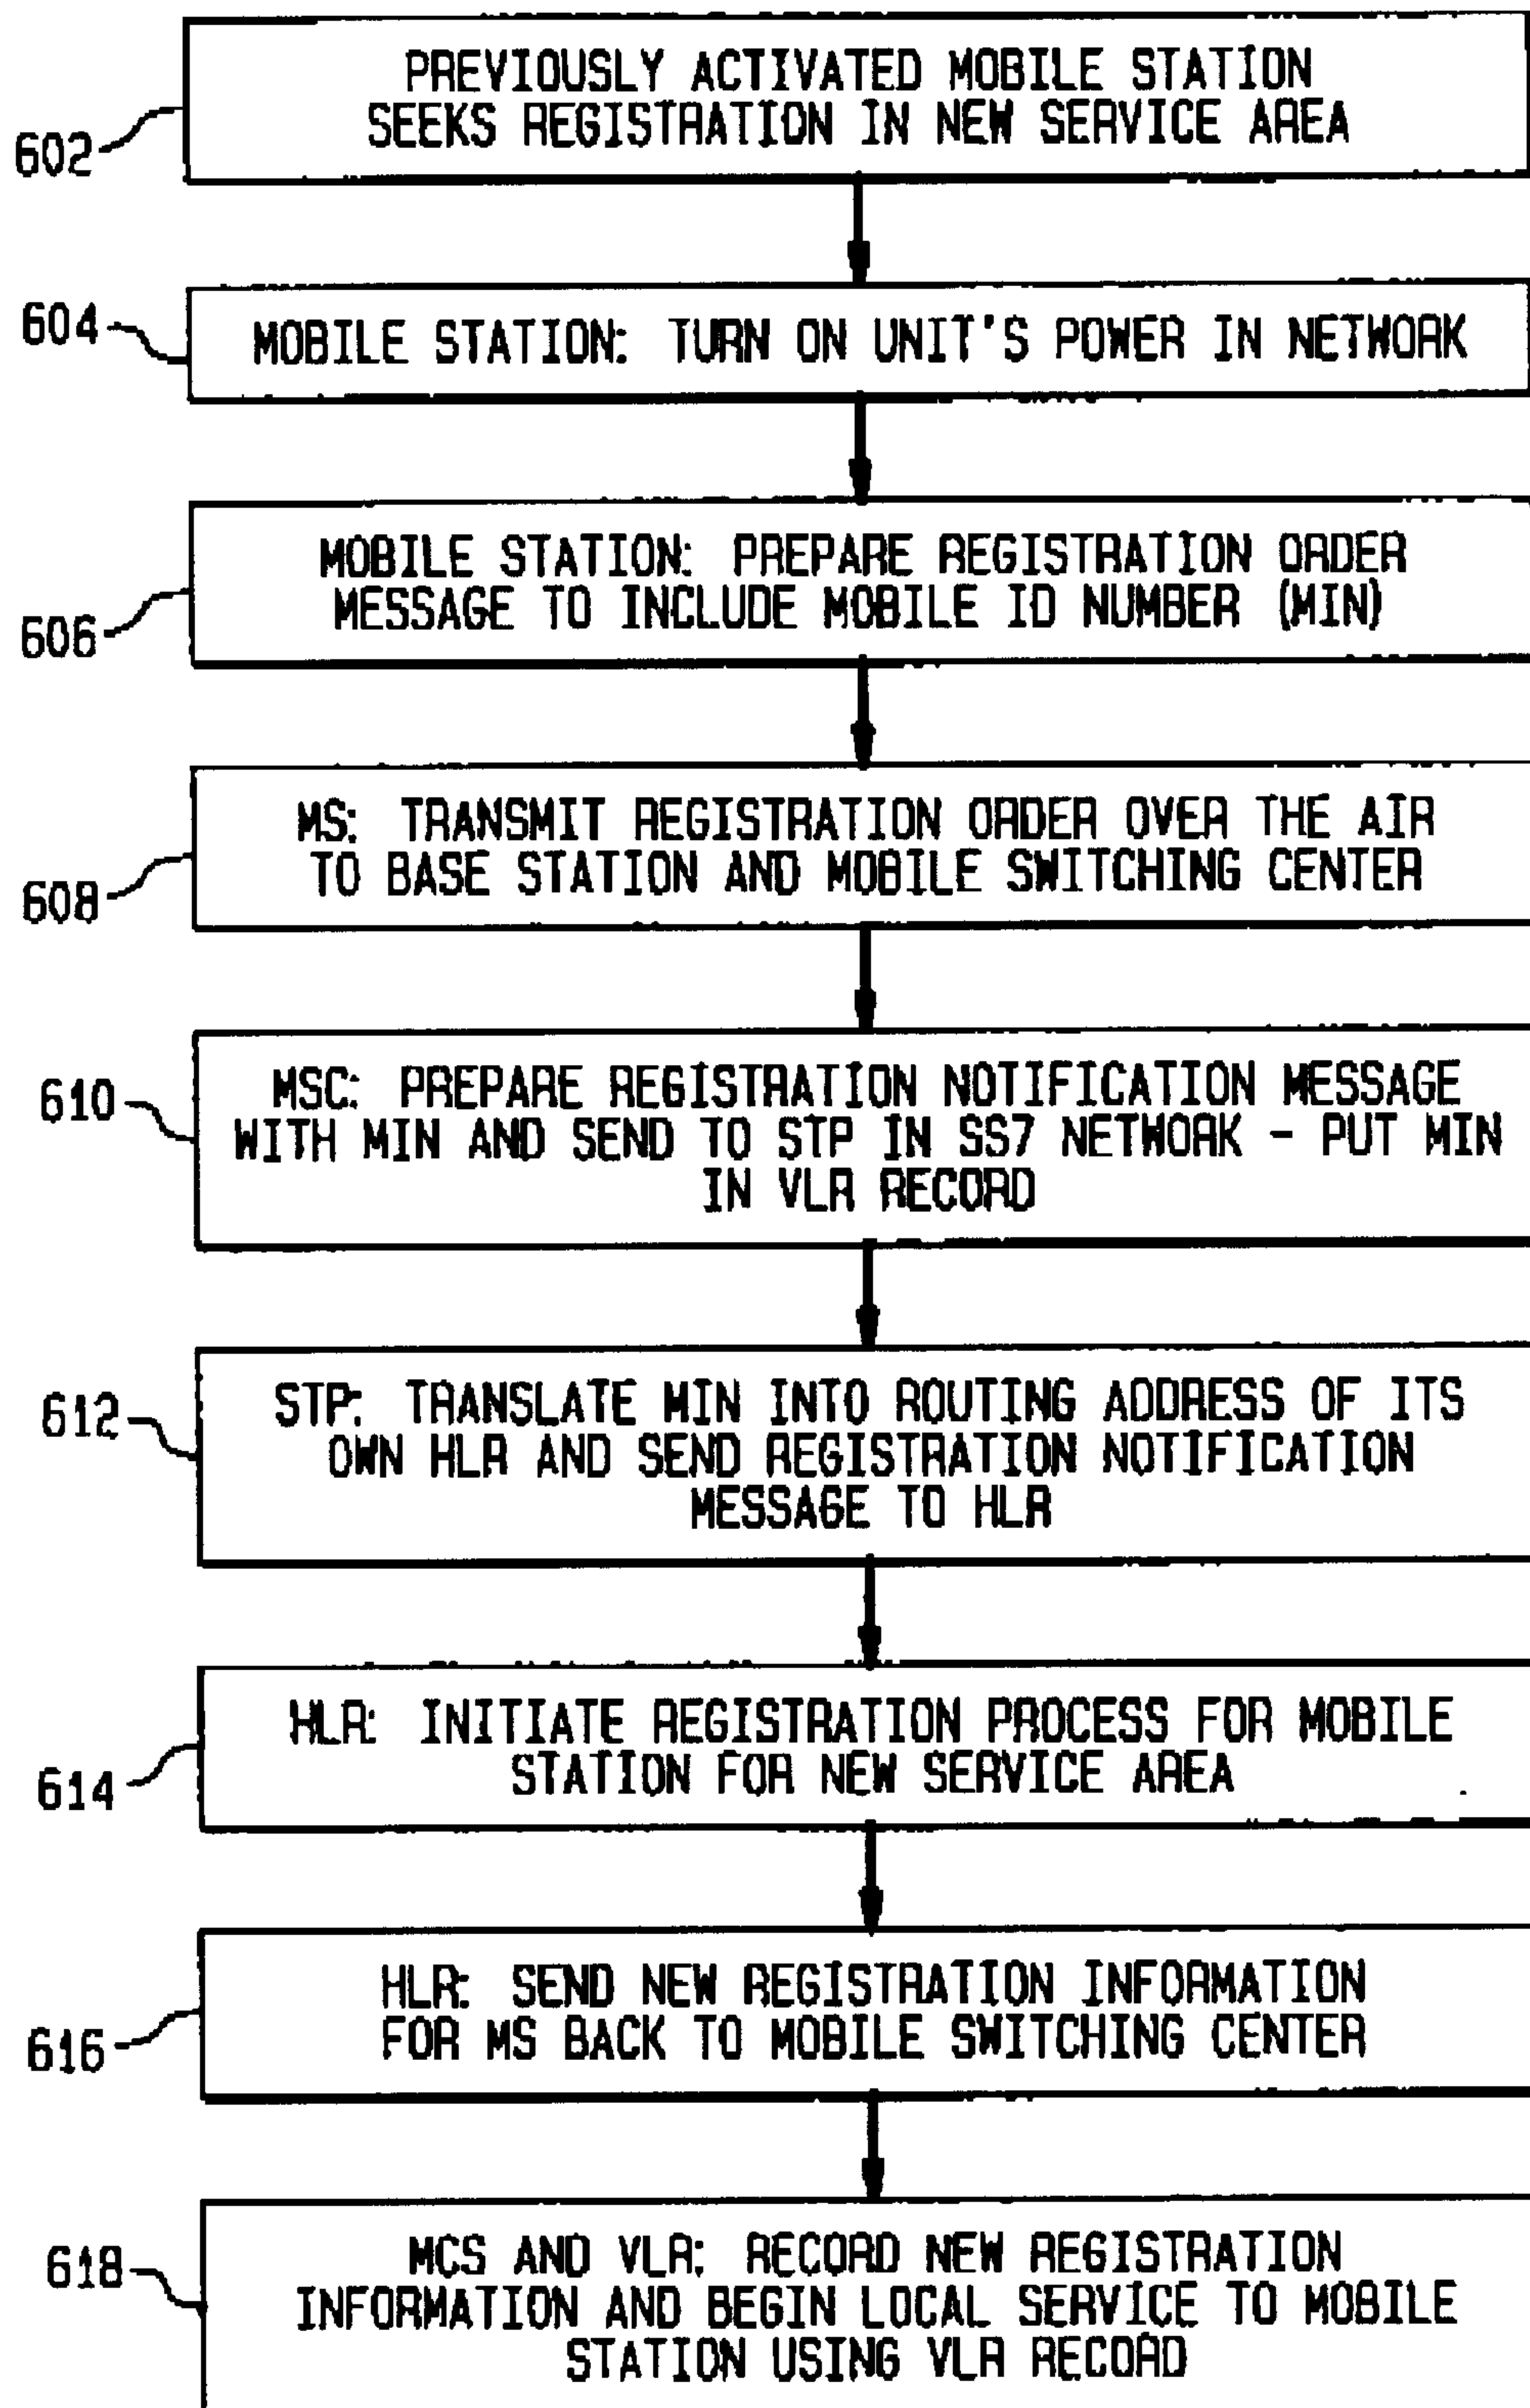 602
PREVIOUSLY ACTIVATED MOBILE STATION
SEEKS REGISTRATION IN NEW SERVICE AREA
604
MOBILE STATION: TURN ON UNIT'S POWER IN NETWORK
606
MOBILE STATION: PREPARE REGISTRATION ORDER
MESSAGE TO INCLUDE MOBILE ID NUMBER (MIN)
608
MS: TRANSMIT REGISTRATION ORDER OVER THE AIR
TO BASE STATION AND MOBILE SWITCHING CENTER
610
MSC: PREPARE REGISTRATION NOTIFICATION MESSAGE
WITH MIN AND SEND TO STP IN SS7 NETWORK - PUT MIN
IN VLR RECORD
612
STP: TRANSLATE MIN INTO ROUTING ADDRESS OF ITS
OWN HLR AND SEND REGISTRATION NOTIFICATION
MESSAGE TO HLR
614
HLR: INITIATE REGISTRATION PROCESS FOR MOBILE
STATION FOR NEW SERVICE AREA
616
HLR: SEND NEW REGISTRATION INFORMATION
FOR MS BACK TO MOBILE SWITCHING CENTER
618
MCS AND VLR: RECORD NEW REGISTRATION
INFORMATION AND BEGIN LOCAL SERVICE TO MOBILE
STATION USING VLR RECORD